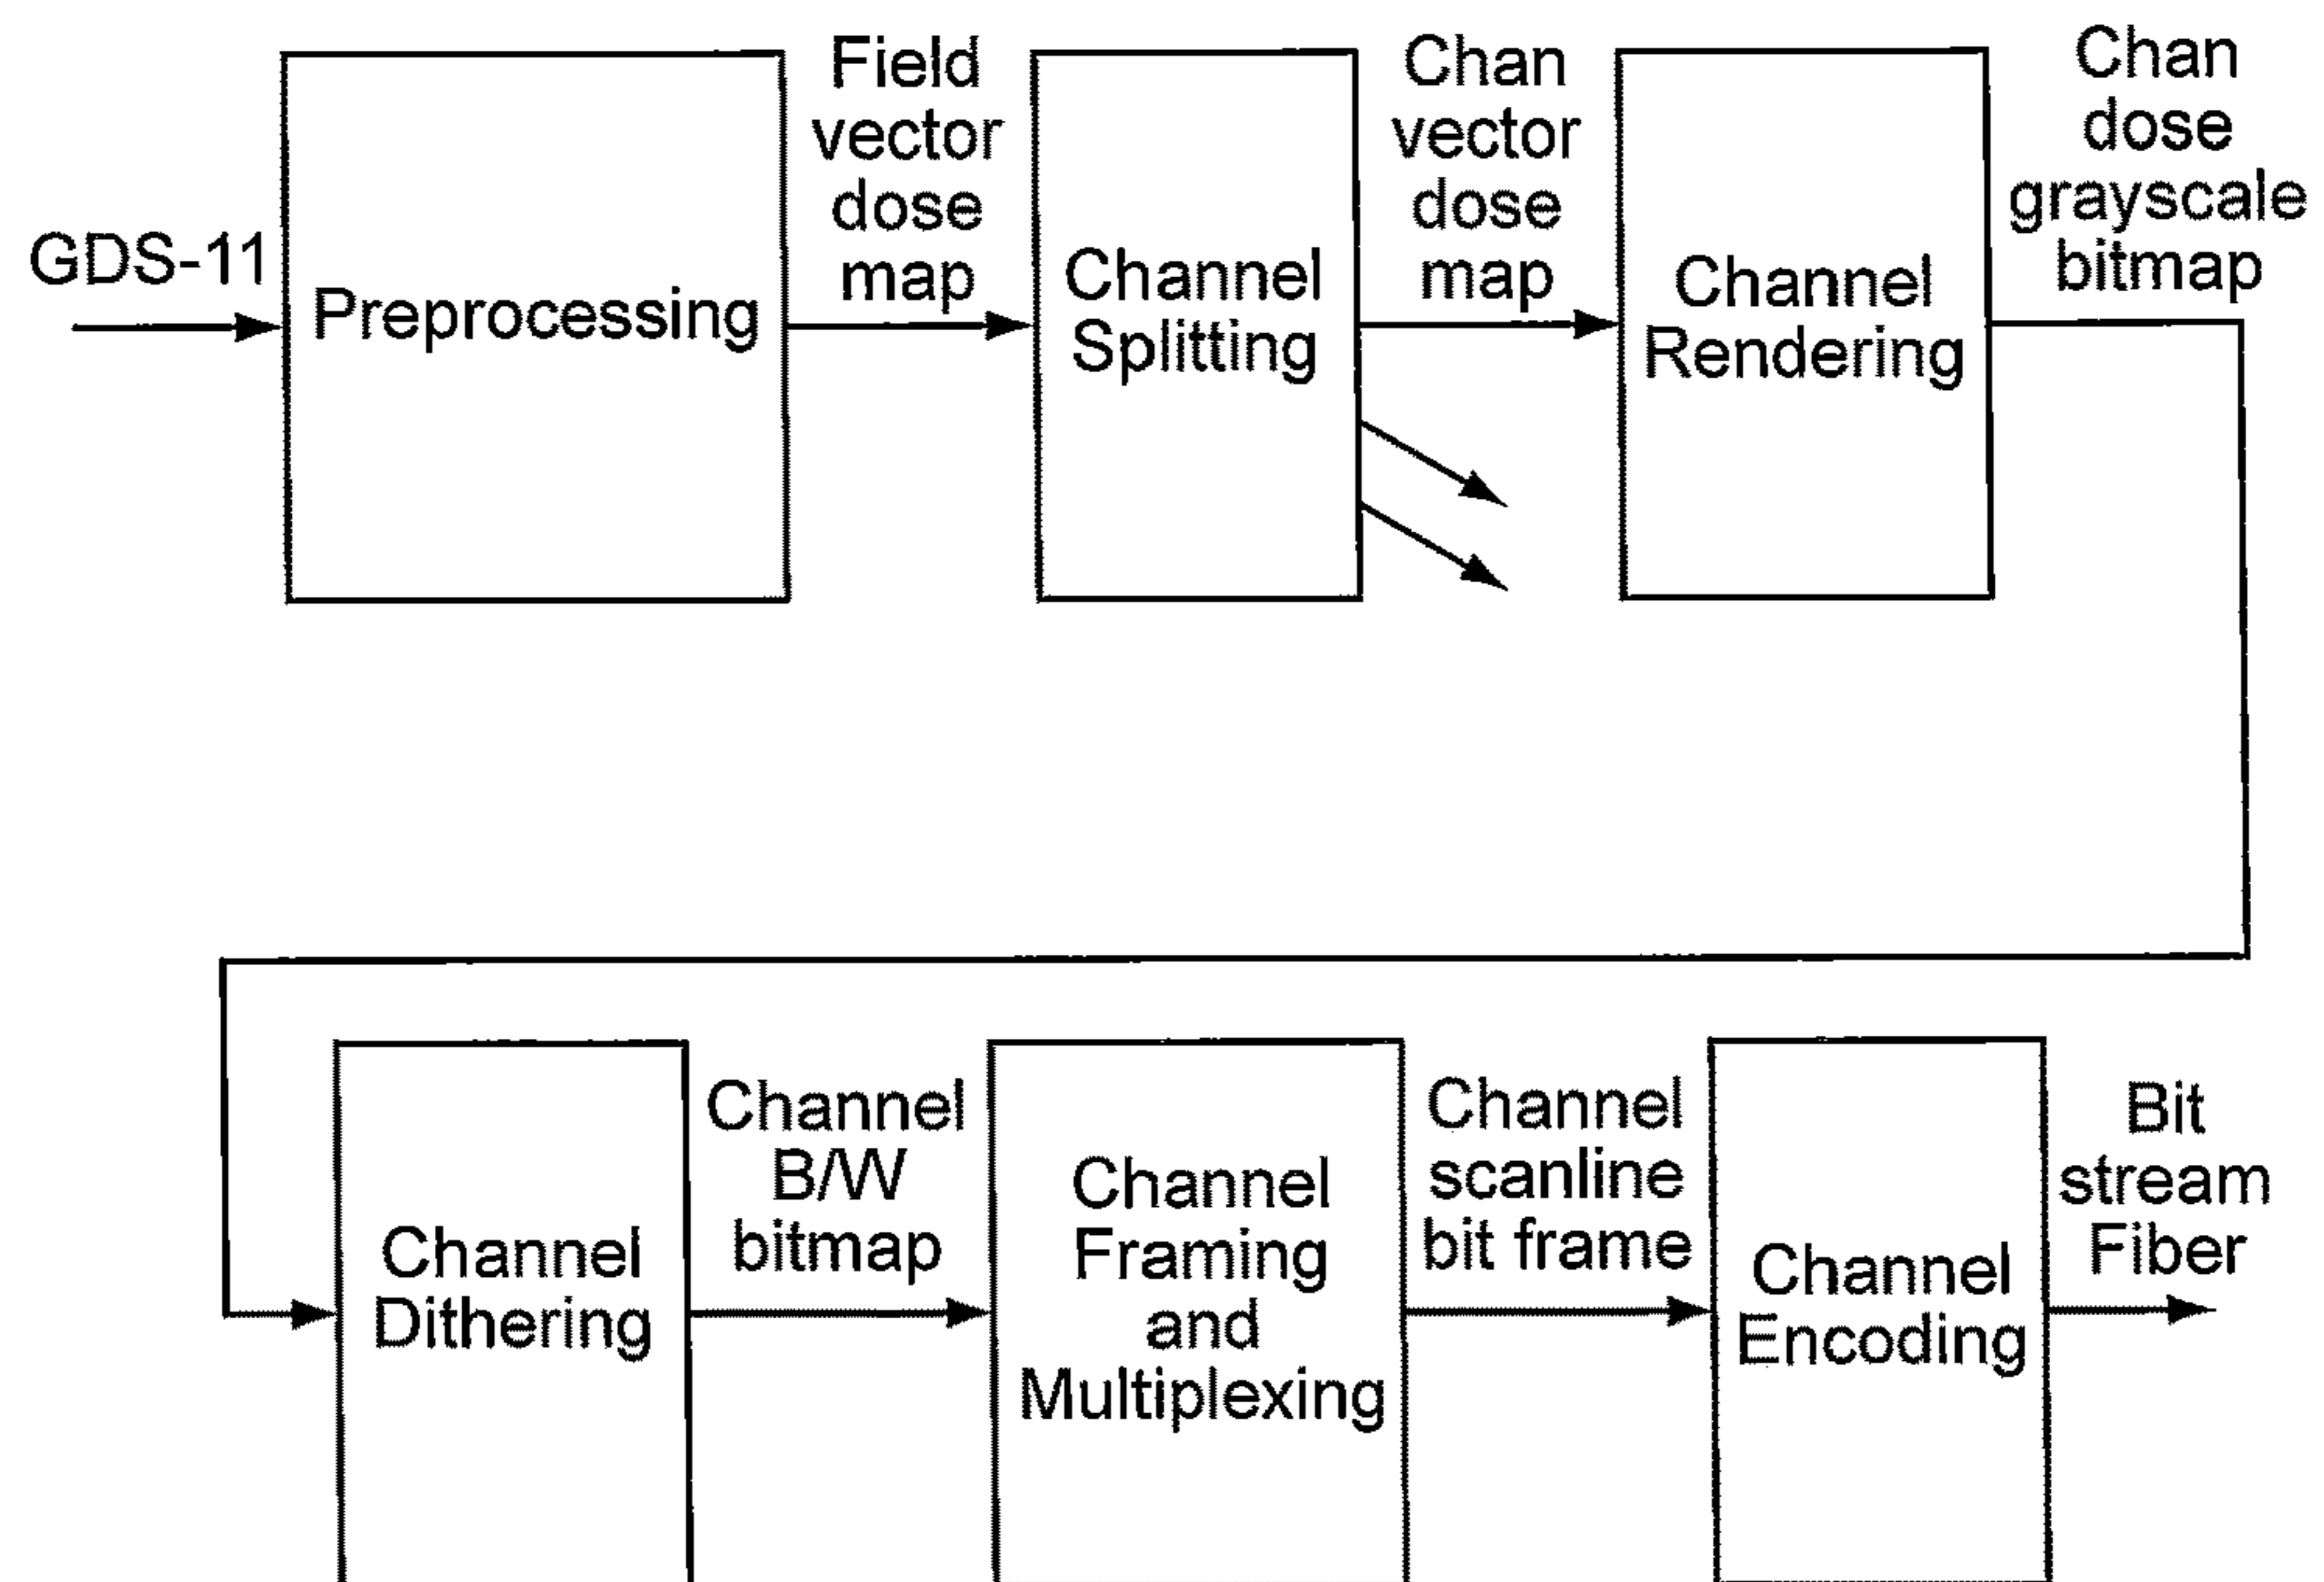 GDS-11
Preprocessing
Field
vector
dose
map
Channel
Splitting
Chan
vector
dose
map
Channel
Rendering
Chan
dose
grayscale
bitmap
Channel
Dithering
Channel
B/W
bitmap
Channel
Framing
and
Multiplexing
Channel
scanline
bit frame
Channel
Encoding
Bit
stream
Fiber